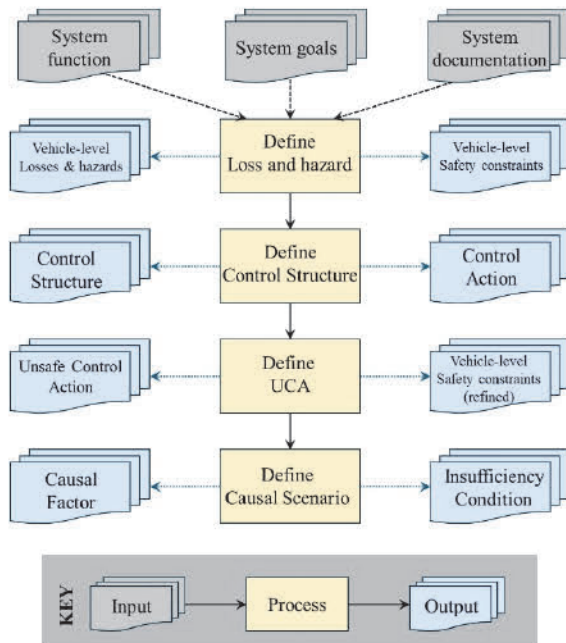 System
function
System goals
System
documentation
Define
Loss and hazard
Vehicle-level
Losses & hazards
Vehicle-level
Safety constraints
Define
Control Structure
Control
Structure
Control
Action
Define
UCA
Unsafe Control
Action
Vehicle-level
Safety constraints
(refined)
Define
Causal Scenario
Causal
Factor
Insufficiency
Condition
KEY
Input
Process
Output